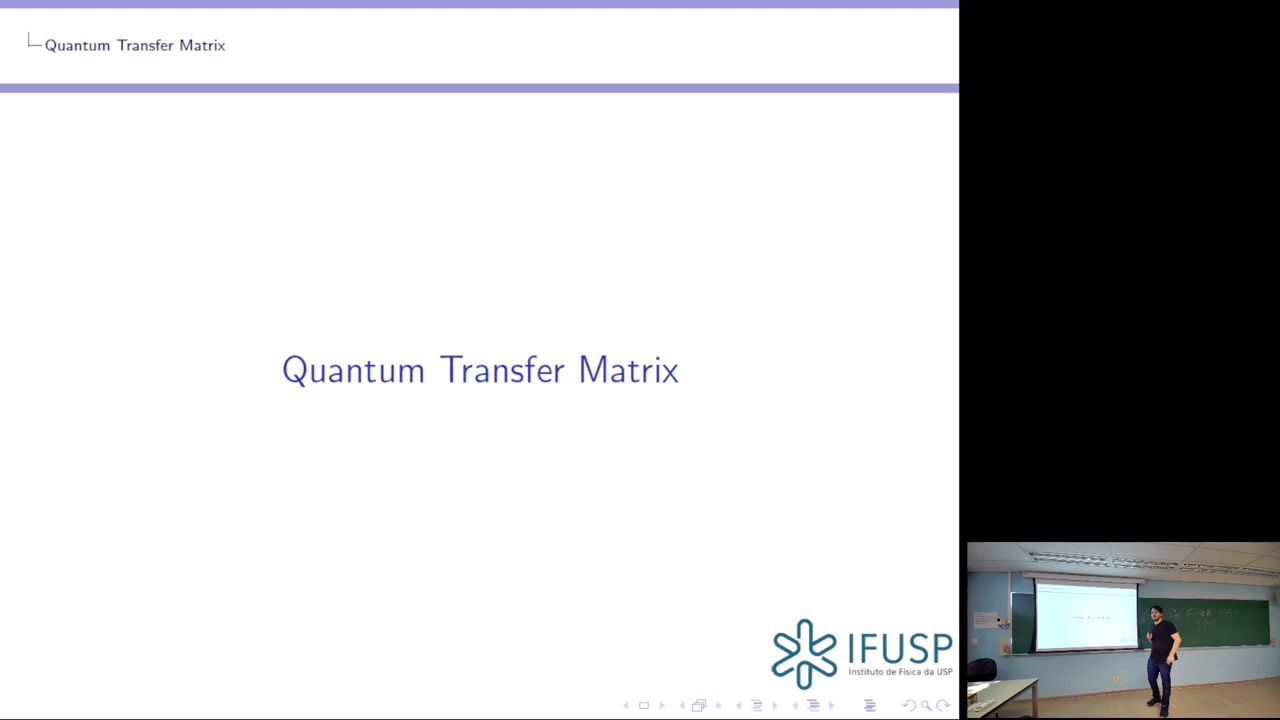 Quantum Transfer Matrix
Quantum Transfer Matrix
IFUSP
Instituto de Física da USP